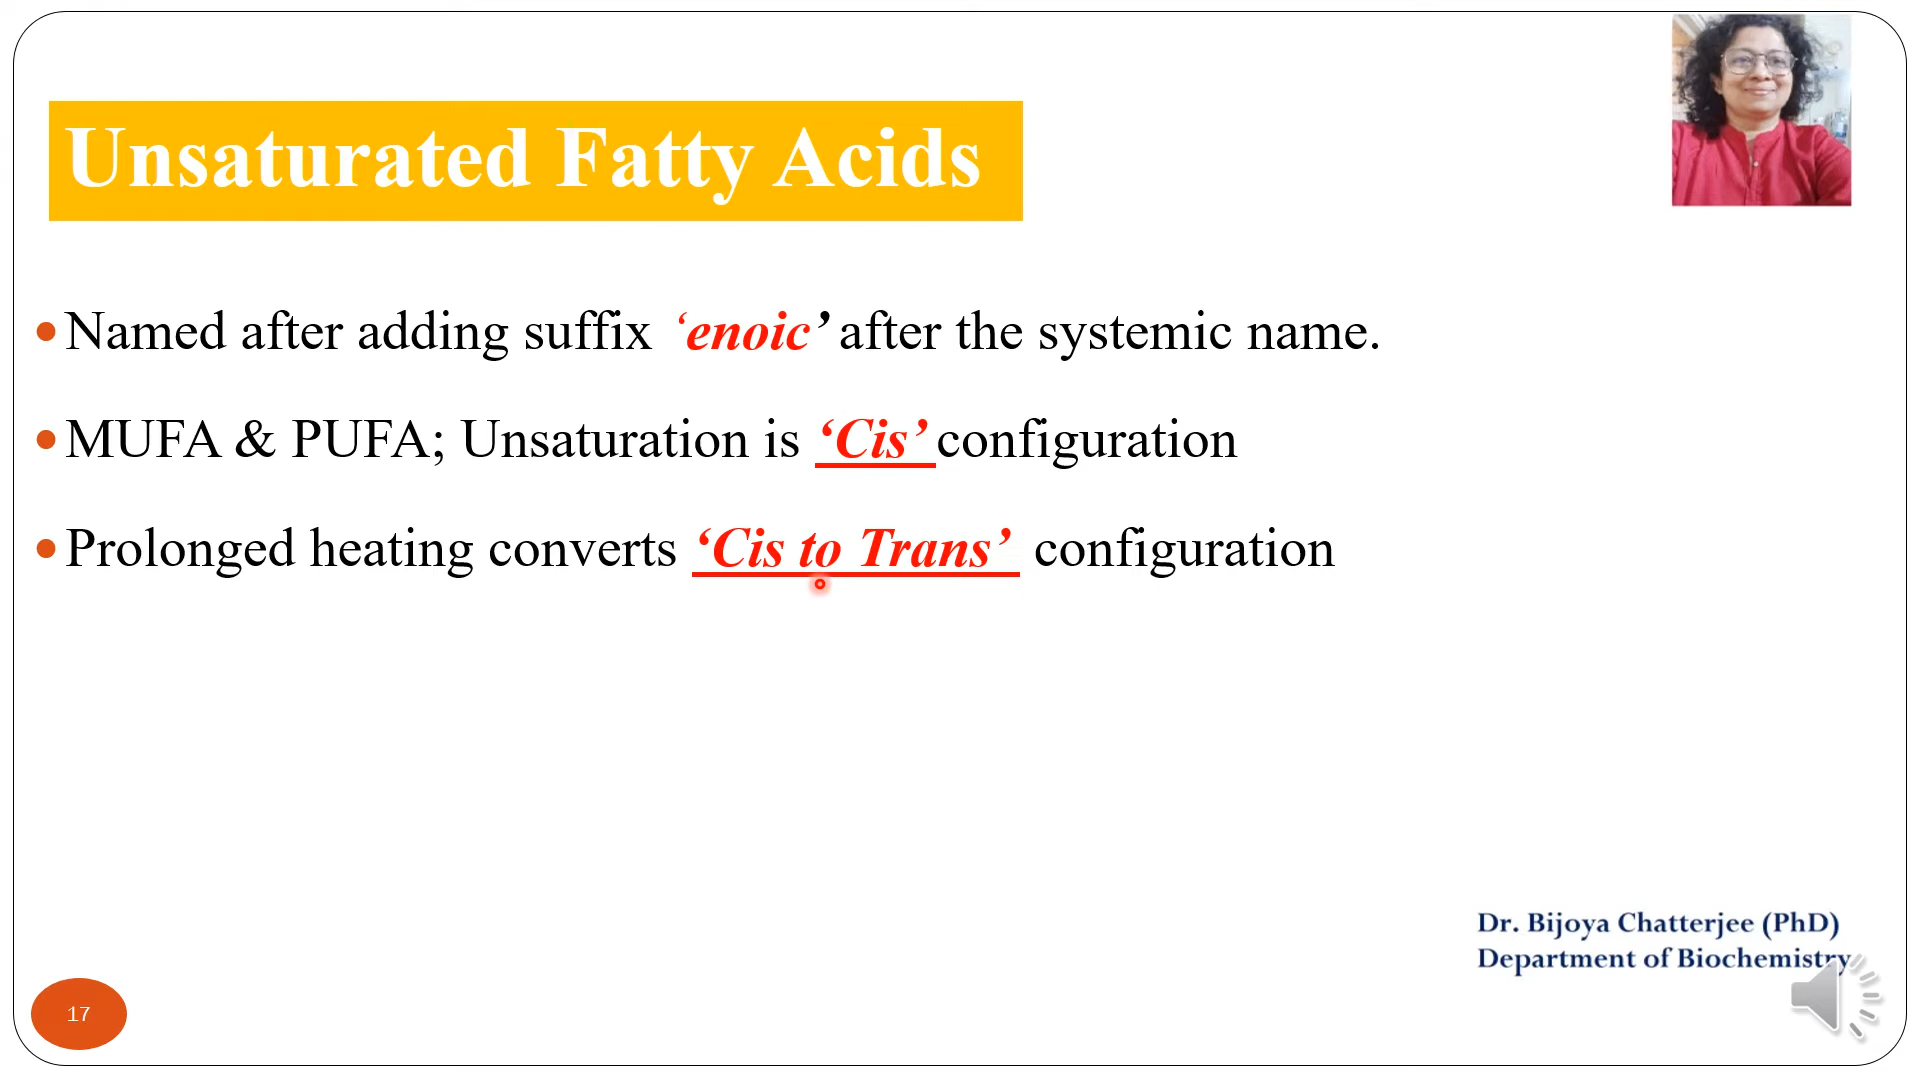 Unsaturated Fatty Acids
•Named after adding suffix ‘enoic’ after the systemic name.
•MUFA & PUFA; Unsaturation is ‘Cis’ configuration
•Prolonged heating converts ‘Cis to Trans’ configuration
Dr. Bijoya Chatterjee (PhD)
Department of Biochemistry
17